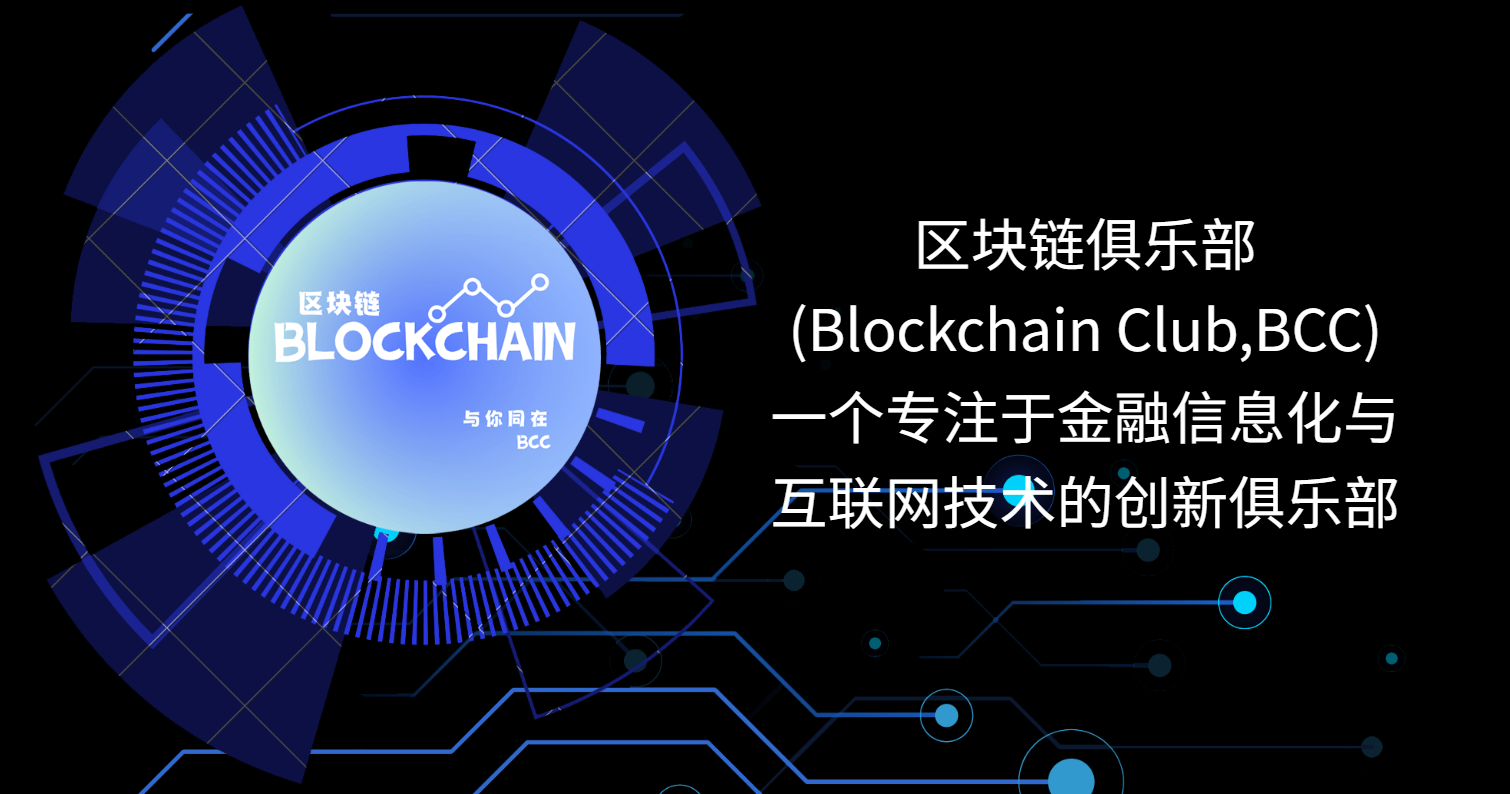 区块链
BLOCKCHAIN
与你同在
BCC
区块链俱乐部
(Blockchain Club,BCC)
一个专注于金融信息化与
互联网技术的创新俱乐部